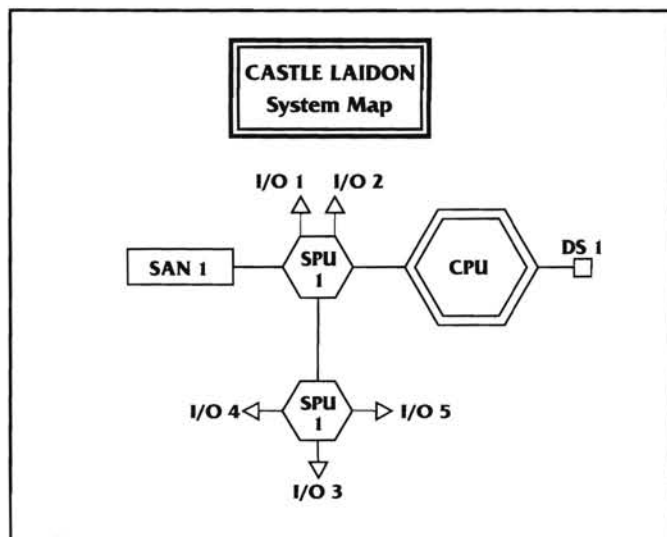 CASTLE LAIDON
System Map
I/O 1
I/O 2
SAN 1
SPU
1
CPU
DS 1
I/O 4
SPU
1
I/O 5
I/O 3